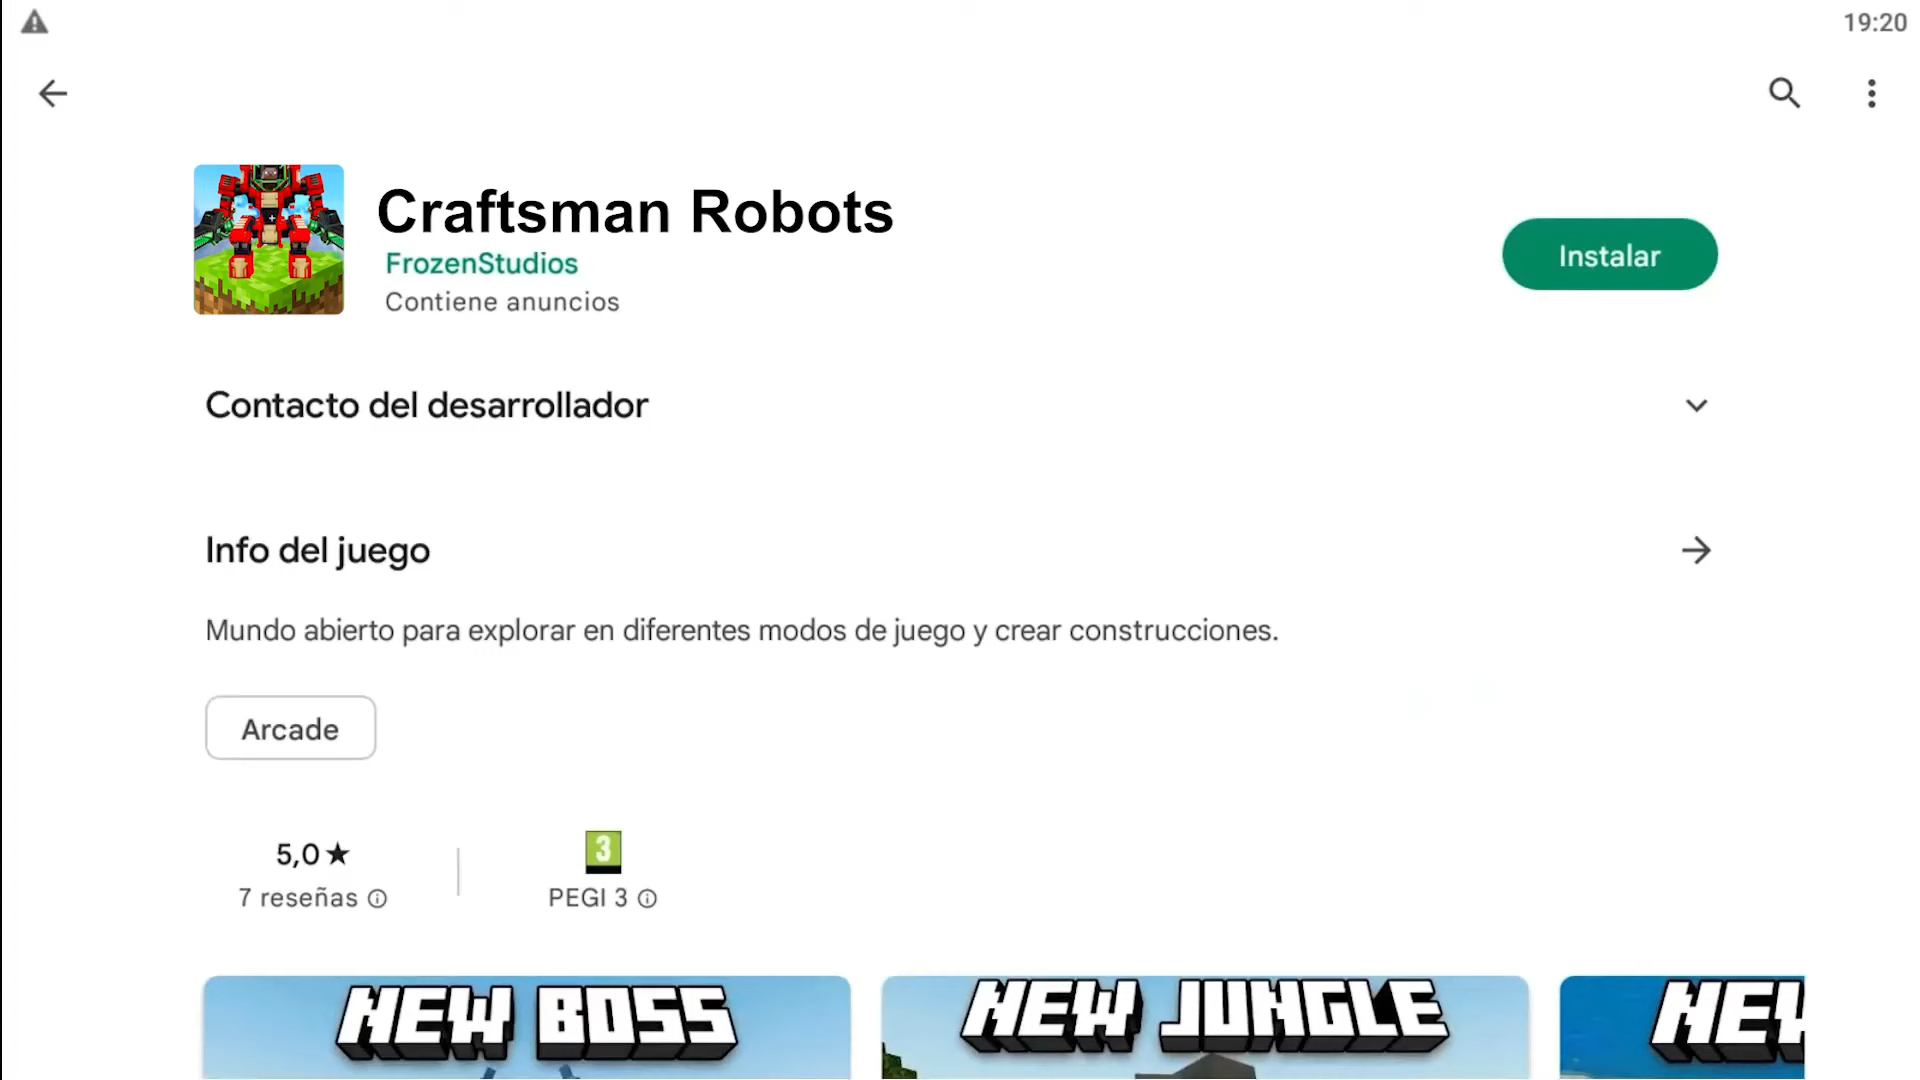 19:20
Craftsman Robots
FrozenStudios
Contiene anuncios
Instalar
Contacto del desarrollador
Info del juego
Mundo abierto para explorar en diferentes modos de juego y crear construcciones.
Arcade
5,0★
7 reseñas
3
PEGI 3
NEW BOSS
NEW JUNGLE
NEW